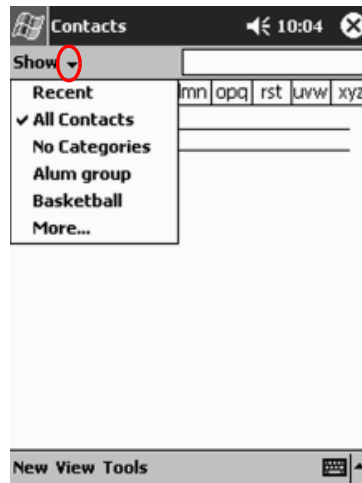 Contacts 10:04
Show
Recent lmn opq rst uvw xyz
All Contacts
No Categories
Alum group
Basketball
More...
New View Tools